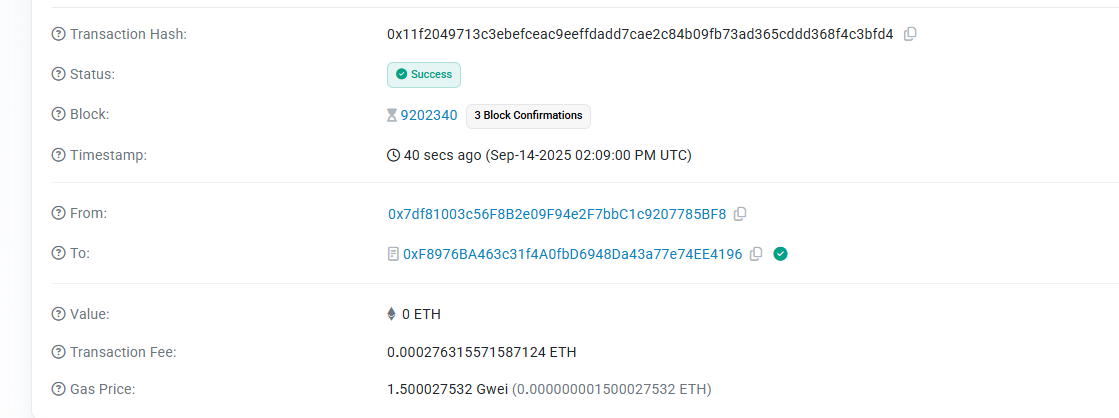 Transaction Hash: 0x11f2049713c3ebefceac9eeffdadd7cae2c84b09fb73ad365cddd368f4c3bfd4
Status: Success
Block: 9202340 3 Block Confirmations
Timestamp: 40 secs ago (Sep-14-2025 02:09:00 PM UTC)
From: 0x7df81003c56F8B2e09F94e2F7bbC1c9207785BF8
To: 0xF8976BA463c31f4A0fbD6948Da43a77e74EE4196
Value: 0 ETH
Transaction Fee: 0.000276315571587124 ETH
Gas Price: 1.500027532 Gwei (0.000000001500027532 ETH)